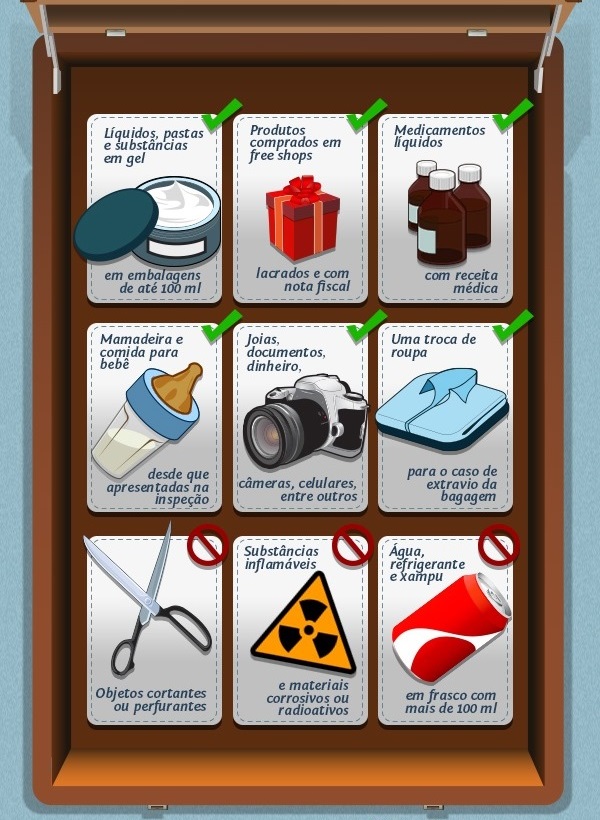 Líquidos, pastas
e substâncias
em gel
em embalagens
de até 100 ml
Produtos
comprados em
free shops
lacrados e com
nota fiscal
Medicamentos
líquidos
com receita
médica
Mamadeira e
comida para
bebê
desde que
apresentadas na
inspeção
Joias,
documentos,
dinheiro,
câmeras, celulares,
entre outros
Uma troca de
roupa
para o caso de
extravio da
bagagem
Objetos cortantes
ou perfurantes
Substâncias
inflamáveis
e materiais
corrosivos ou
radioativos
Água,
refrigerante
e xampu
em frasco com
mais de 100 ml